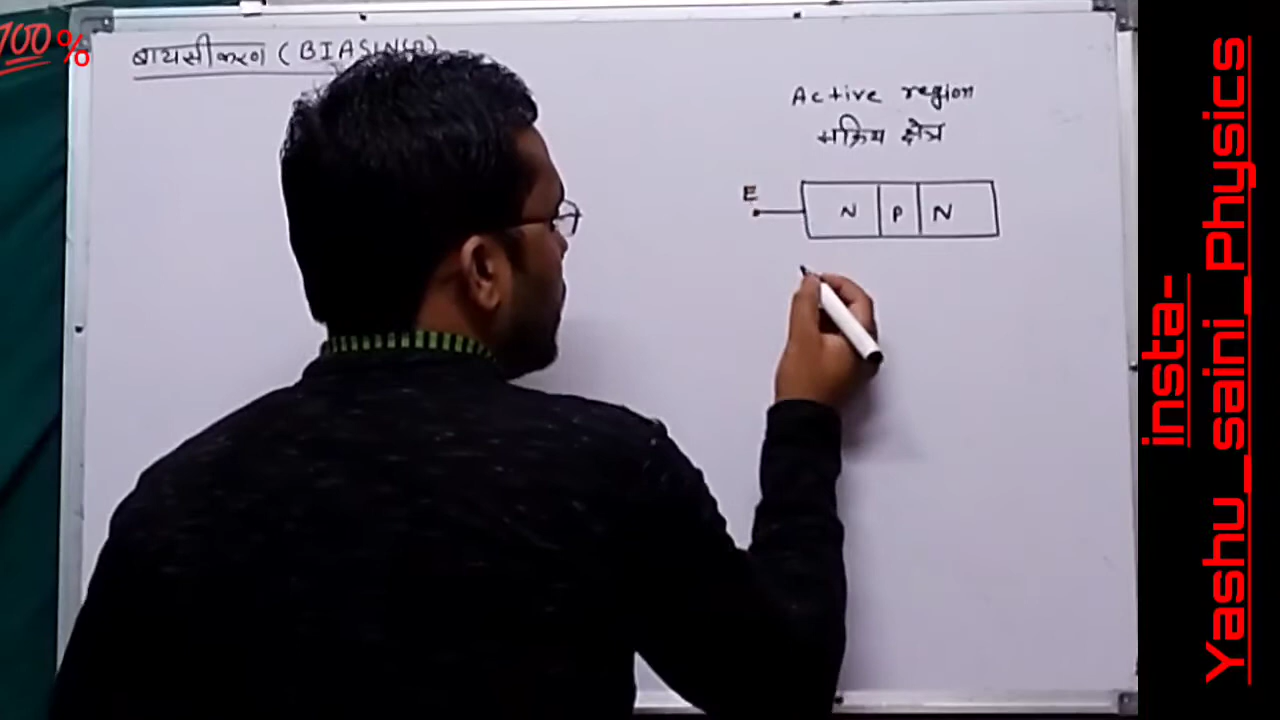 100%
बायसीकरण (BIASING)
Active region
सक्रिय क्षेत्र
E
N P N
insta-
Yashu_saini_Physics